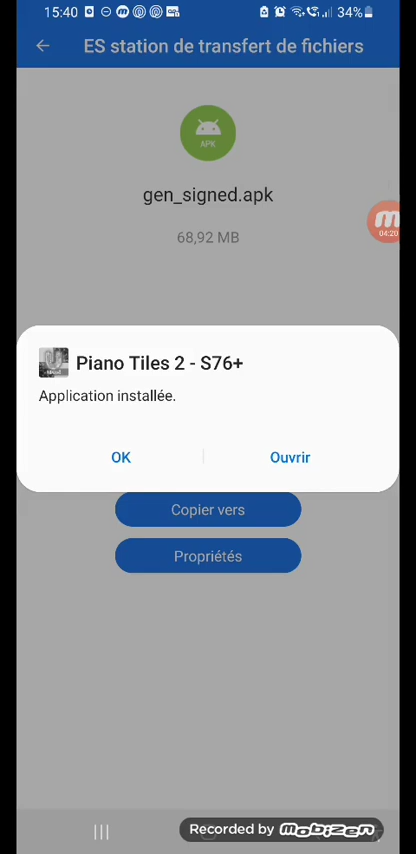 15:40
34%
ES station de transfert de fichiers
APK
gen_signed.apk
68,92 MB
04:20
Piano Tiles 2 - S76+
Application installée.
OK
Ouvrir
Copier vers
Propriétés
Recorded by mobizen